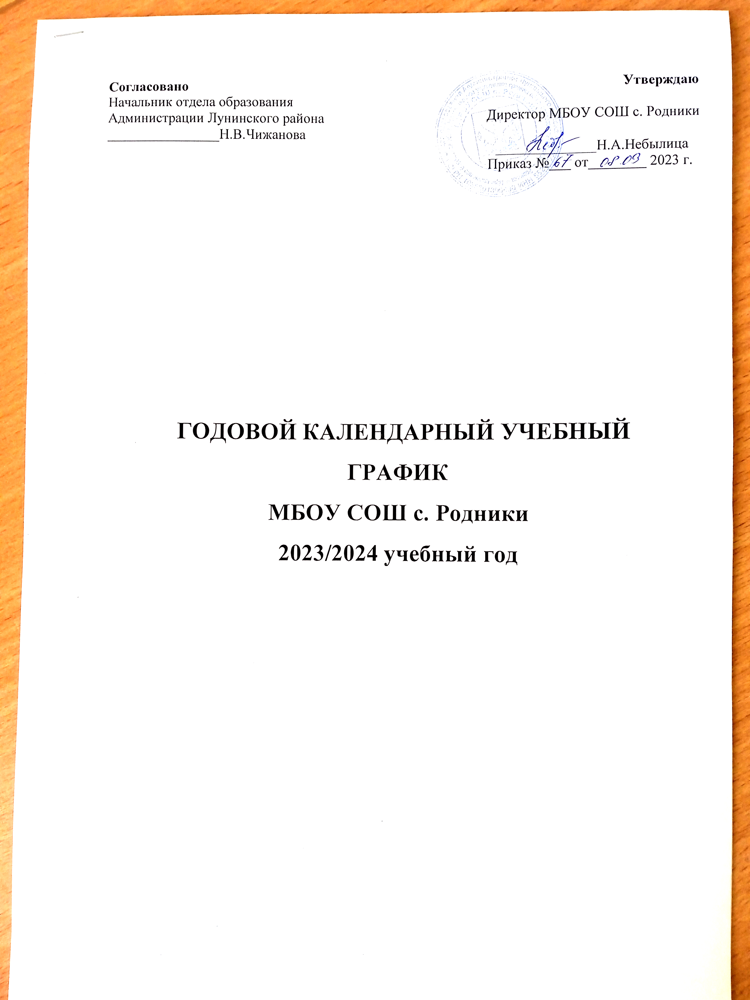 Согласовано
Начальник отдела образования
Администрации Лунинского района
________________Н.В.Чижанова
Утверждаю
Директор МБОУ СОШ с. Родники
______________Н.А.Небылица
Приказ №67 от 08.09 2023 г.
ГОДОВОЙ КАЛЕНДАРНЫЙ УЧЕБНЫЙ
ГРАФИК
МБОУ СОШ с. Родники
2023/2024 учебный год